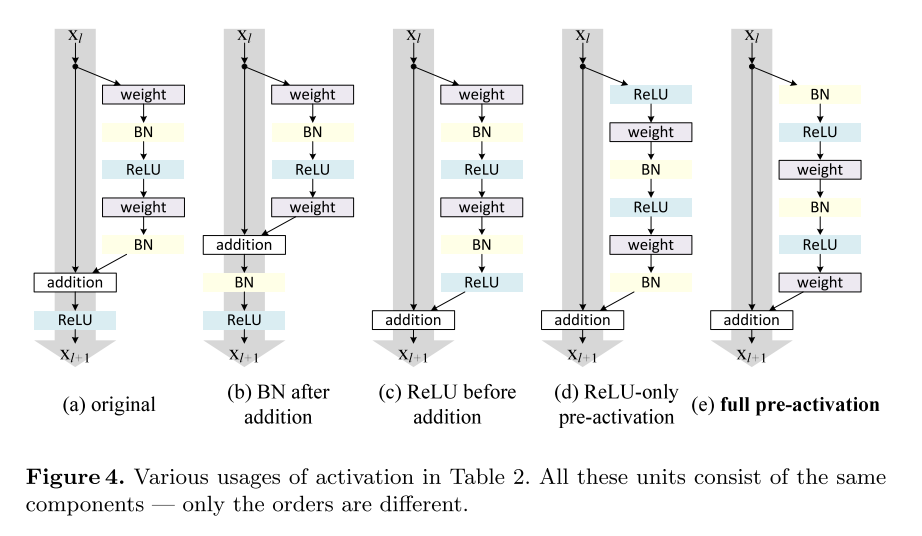 x_l
weight
BN
ReLU
weight
BN
addition
ReLU
x_{l+1}
(a) original
x_l
weight
BN
ReLU
weight
addition
BN
ReLU
x_{l+1}
(b) BN after
addition
x_l
weight
BN
ReLU
weight
BN
ReLU
addition
x_{l+1}
(c) ReLU before
addition
x_l
ReLU
weight
BN
ReLU
weight
BN
addition
x_{l+1}
(d) ReLU-only
pre-activation
x_l
BN
ReLU
weight
BN
ReLU
weight
addition
x_{l+1}
(e) full pre-activation
Figure 4. Various usages of activation in Table 2. All these units consist of the same
components — only the orders are different.